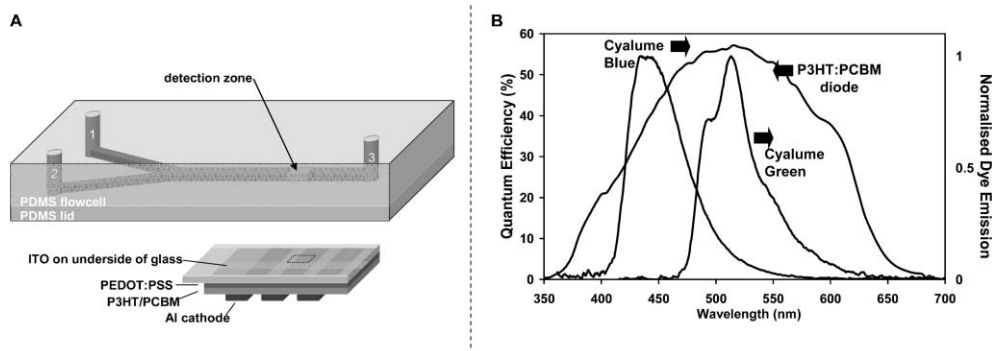 A
detection zone
1
2
3
PDMS flowcell
PDMS lid
ITO on underside of glass
PEDOT:PSS
P3HT/PCBM
Al cathode
B
Quantum Efficiency (%)
60
50
40
30
20
10
0
Cyalume
Blue
P3HT:PCBM
diode
Cyalume
Green
1
0.5
0
Normalised Dye Emission
350 400 450 500 550 600 650 700
Wavelength (nm)